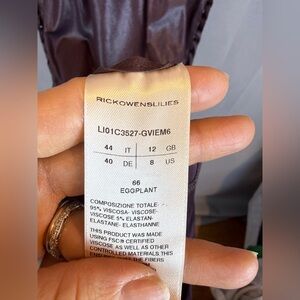 RICKOWENSLILIES
LI01C3527-GVIEM6
44 IT 12 GB
40 DE 8 US
66
EGGPLANT
COMPOSIZIONE TOTALE-
95% VISCOSA- VISCOSE-
VISCOSE 5% ELASTAN-
ELASTANE- ELASTHANNE
THIS PRODUCT WAS MADE
USING FSC® CERTIFIED
VISCOSE AS WELL AS OTHER
CONTROLLED MATERIALS. THIS
THE FIBERS